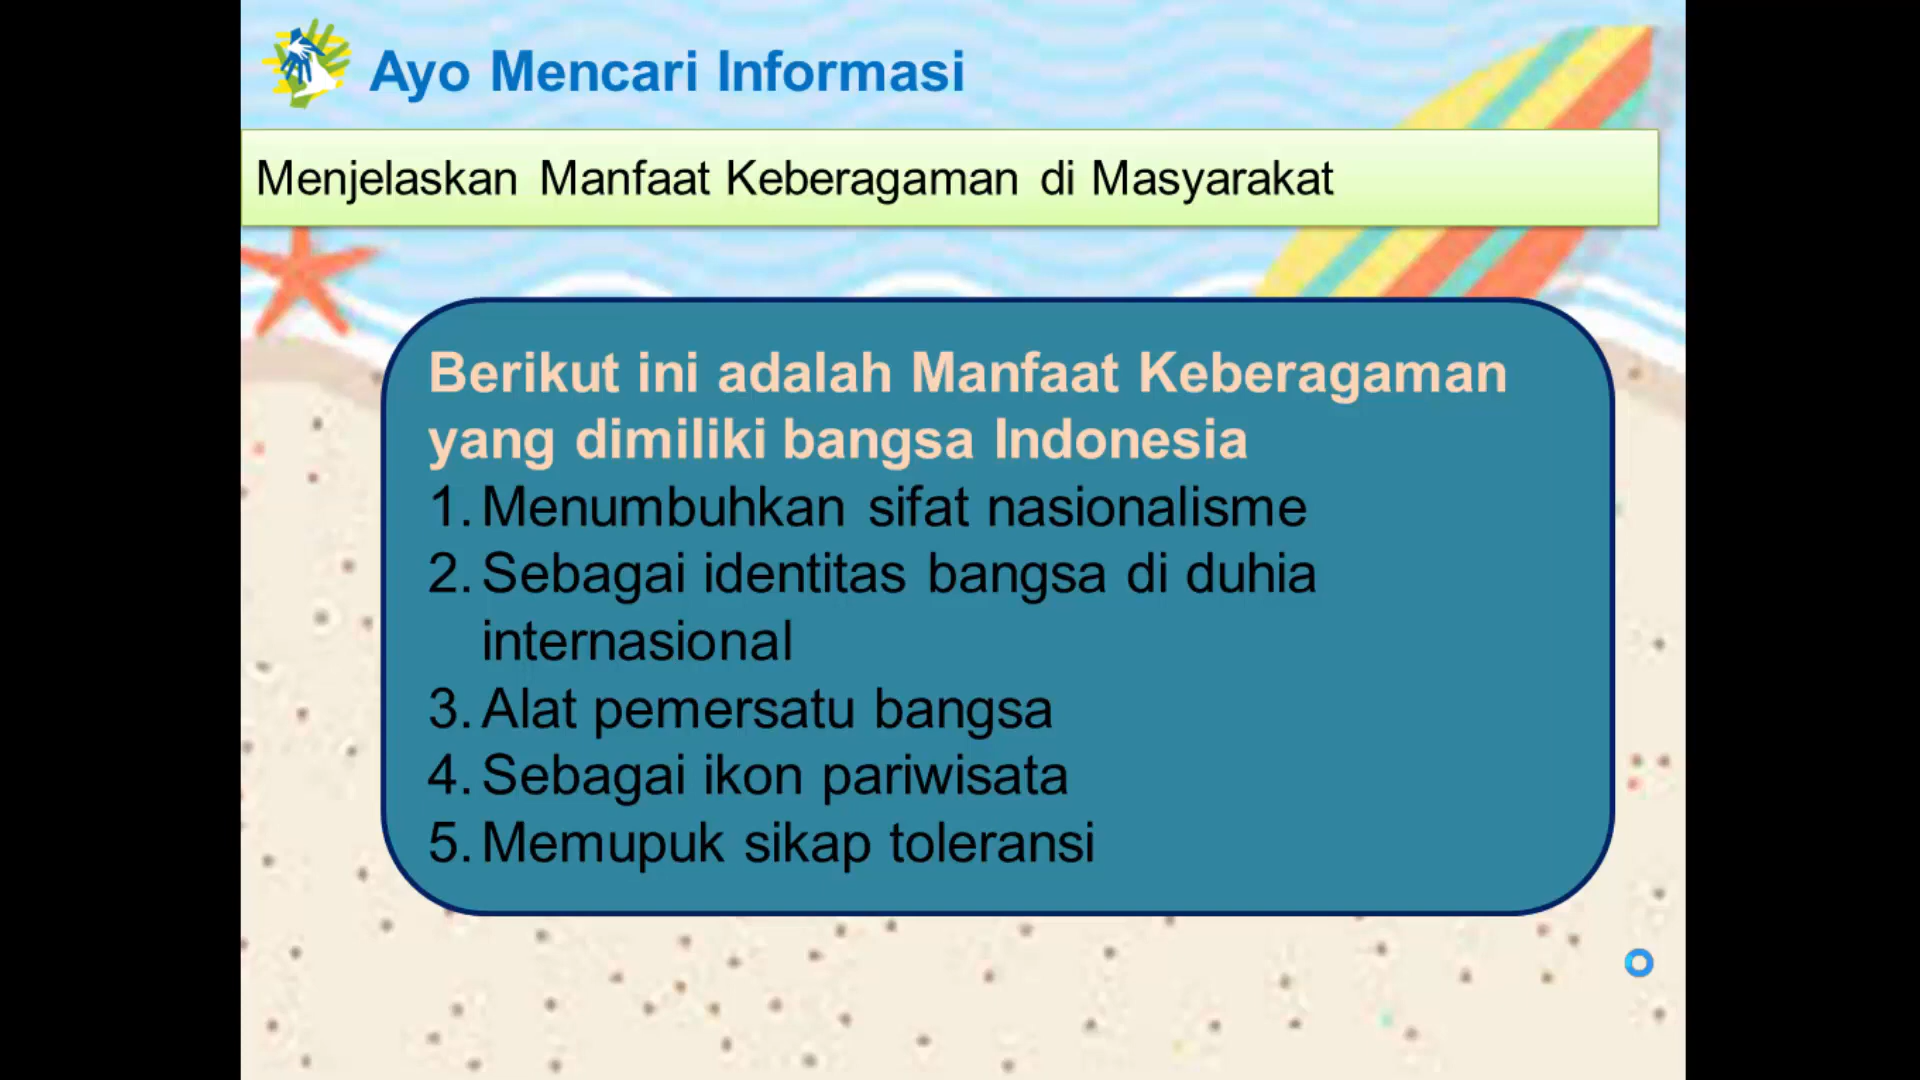 Ayo Mencari Informasi
Menjelaskan Manfaat Keberagaman di Masyarakat
Berikut ini adalah Manfaat Keberagaman
yang dimiliki bangsa Indonesia
1. Menumbuhkan sifat nasionalisme
2. Sebagai identitas bangsa di duhia
internasional
3. Alat pemersatu bangsa
4. Sebagai ikon pariwisata
5. Memupuk sikap toleransi